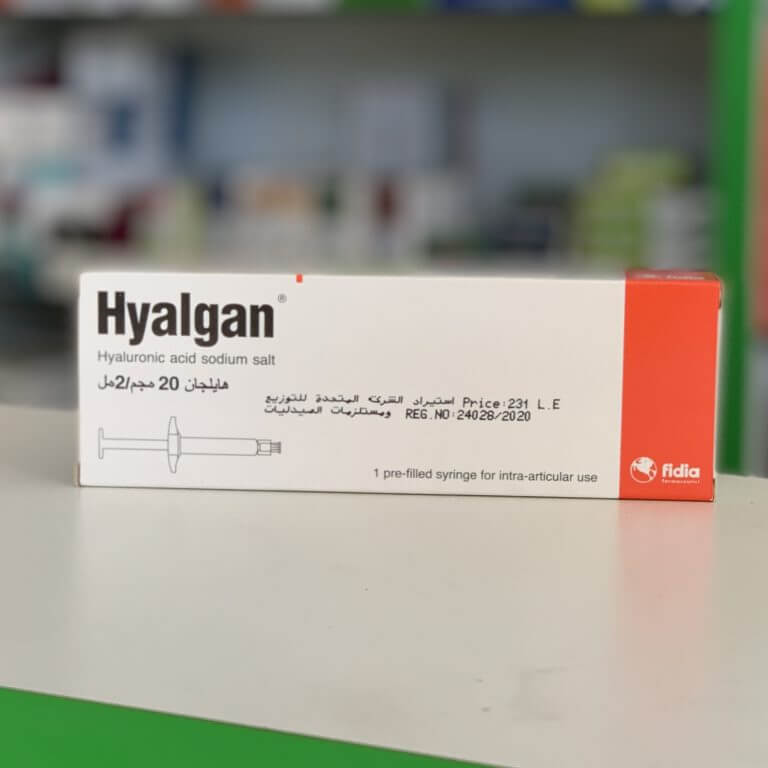 Hyalgan®
Hyaluronic acid sodium salt
هايلجان 20 مجم/2مل
استيراد الشركة المتحدة للتوزيع Price:231 L.E
ومستلزمات الصيدليات REG.NO:24028/2020
1 pre-filled syringe for intra-articular use
fidia
farmaceutici